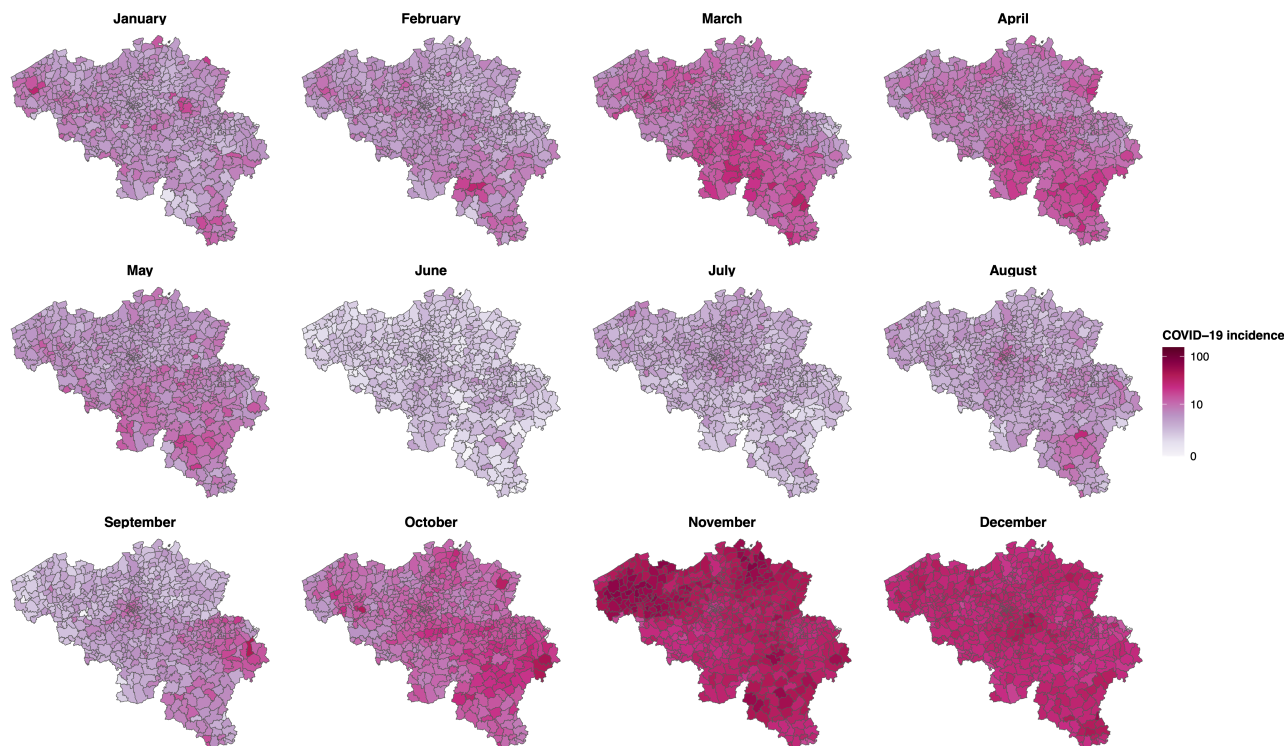 January
February
March
April
May
June
July
August
COVID−19 incidence
100
10
0
September
October
November
December